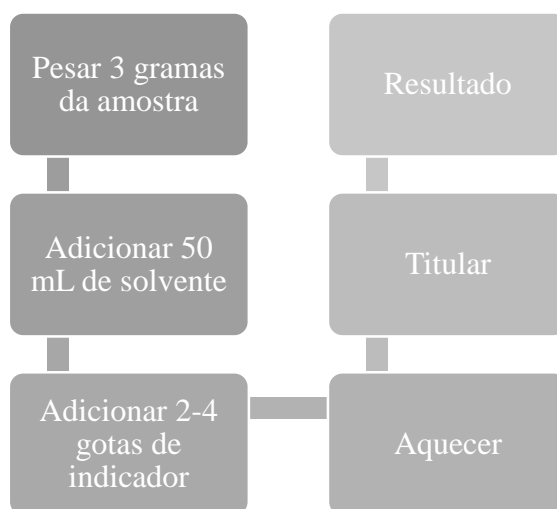 Pesar 3 gramas
da amostra
Adicionar 50
mL de solvente
Adicionar 2-4
gotas de
indicador
Aquecer
Titular
Resultado